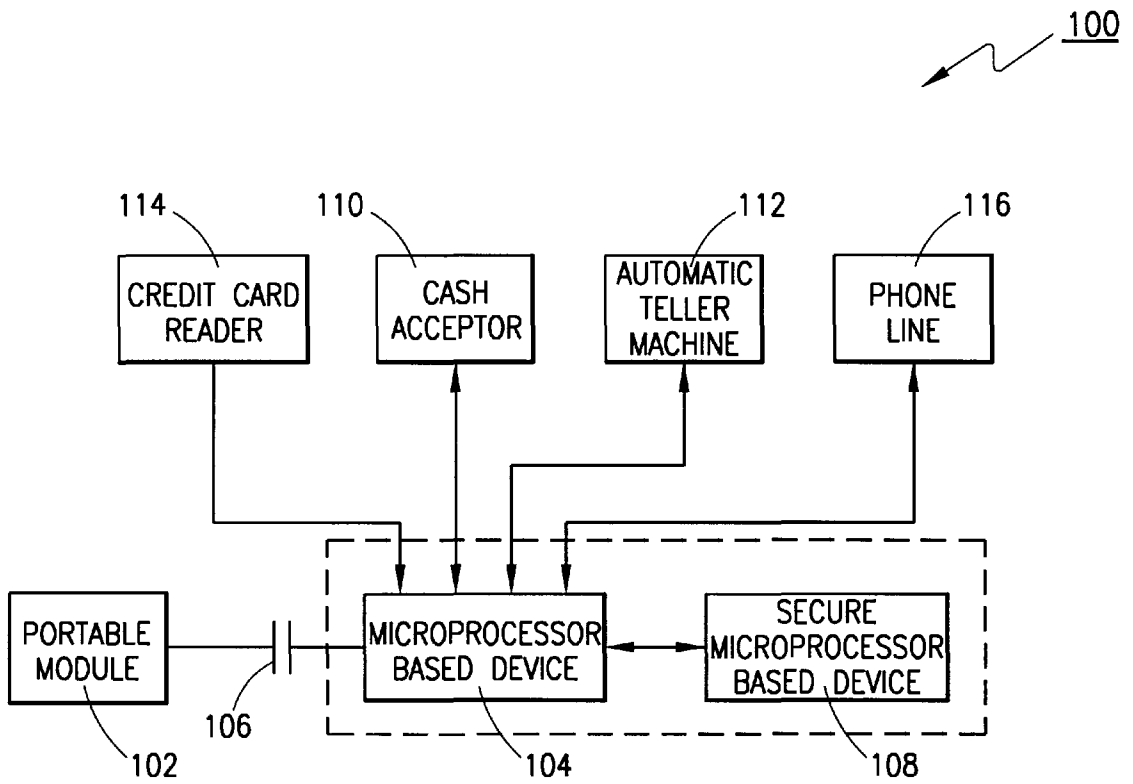 100
114
110
112
116
CREDIT CARD
READER
CASH
ACCEPTOR
AUTOMATIC
TELLER
MACHINE
PHONE
LINE
PORTABLE
MODULE
MICROPROCESSOR
BASED DEVICE
SECURE
MICROPROCESSOR
BASED DEVICE
106
102
104
108